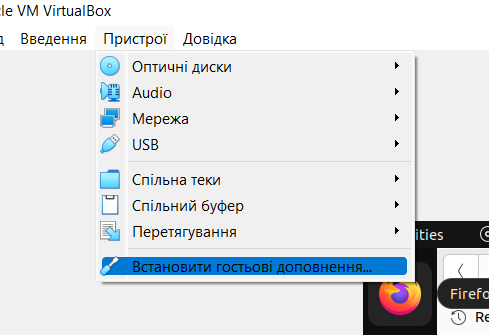 cle VM VirtualBox
д Введення Пристрої Довідка
Оптичні диски
Audio
Мережа
USB
Спільна теки
Спільний буфер
Перетягування
Встановити гостьові доповнення...
ities
Firefo
Re